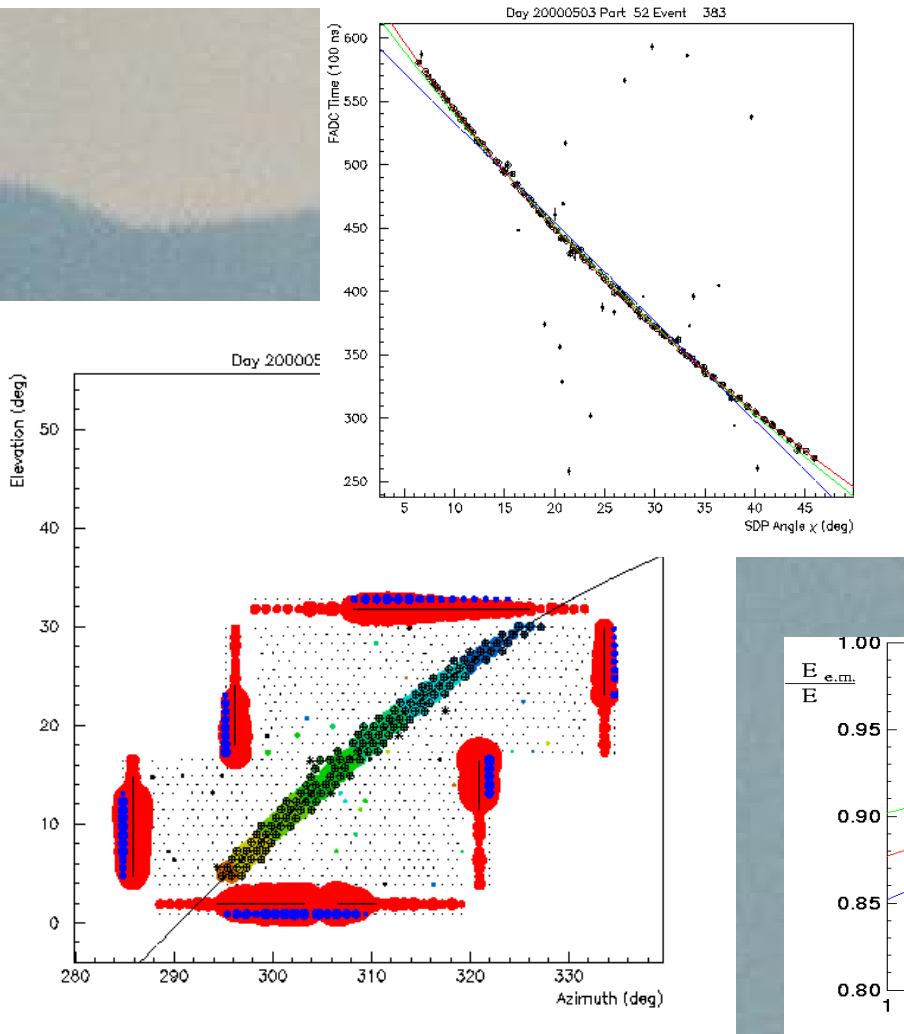 Day 20000503 Part 52 Event 383
FADC Time (100 ns)
600
550
500
450
400
350
300
250
5 10 15 20 25 30 35 40 45
SDP Angle χ (deg)
Day 20000
Elevation (deg)
50
40
30
20
10
0
280 290 300 310 320 330
Azimuth (deg)
E e.m.
E
1.00
0.95
0.90
0.85
0.80
1